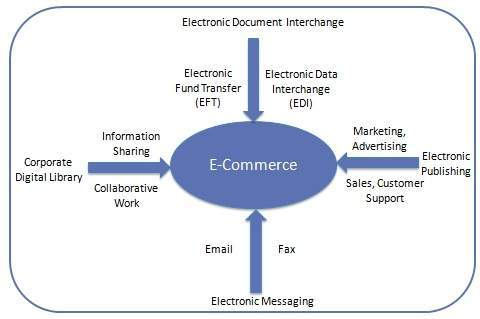 Electronic Document Interchange
Electronic
Fund Transfer
(EFT)
Electronic Data
Interchange
(EDI)
Information
Sharing
E-Commerce
Marketing,
Advertising
Corporate
Digital Library
Electronic
Publishing
Collaborative
Work
Sales, Customer
Support
Email
Fax
Electronic Messaging